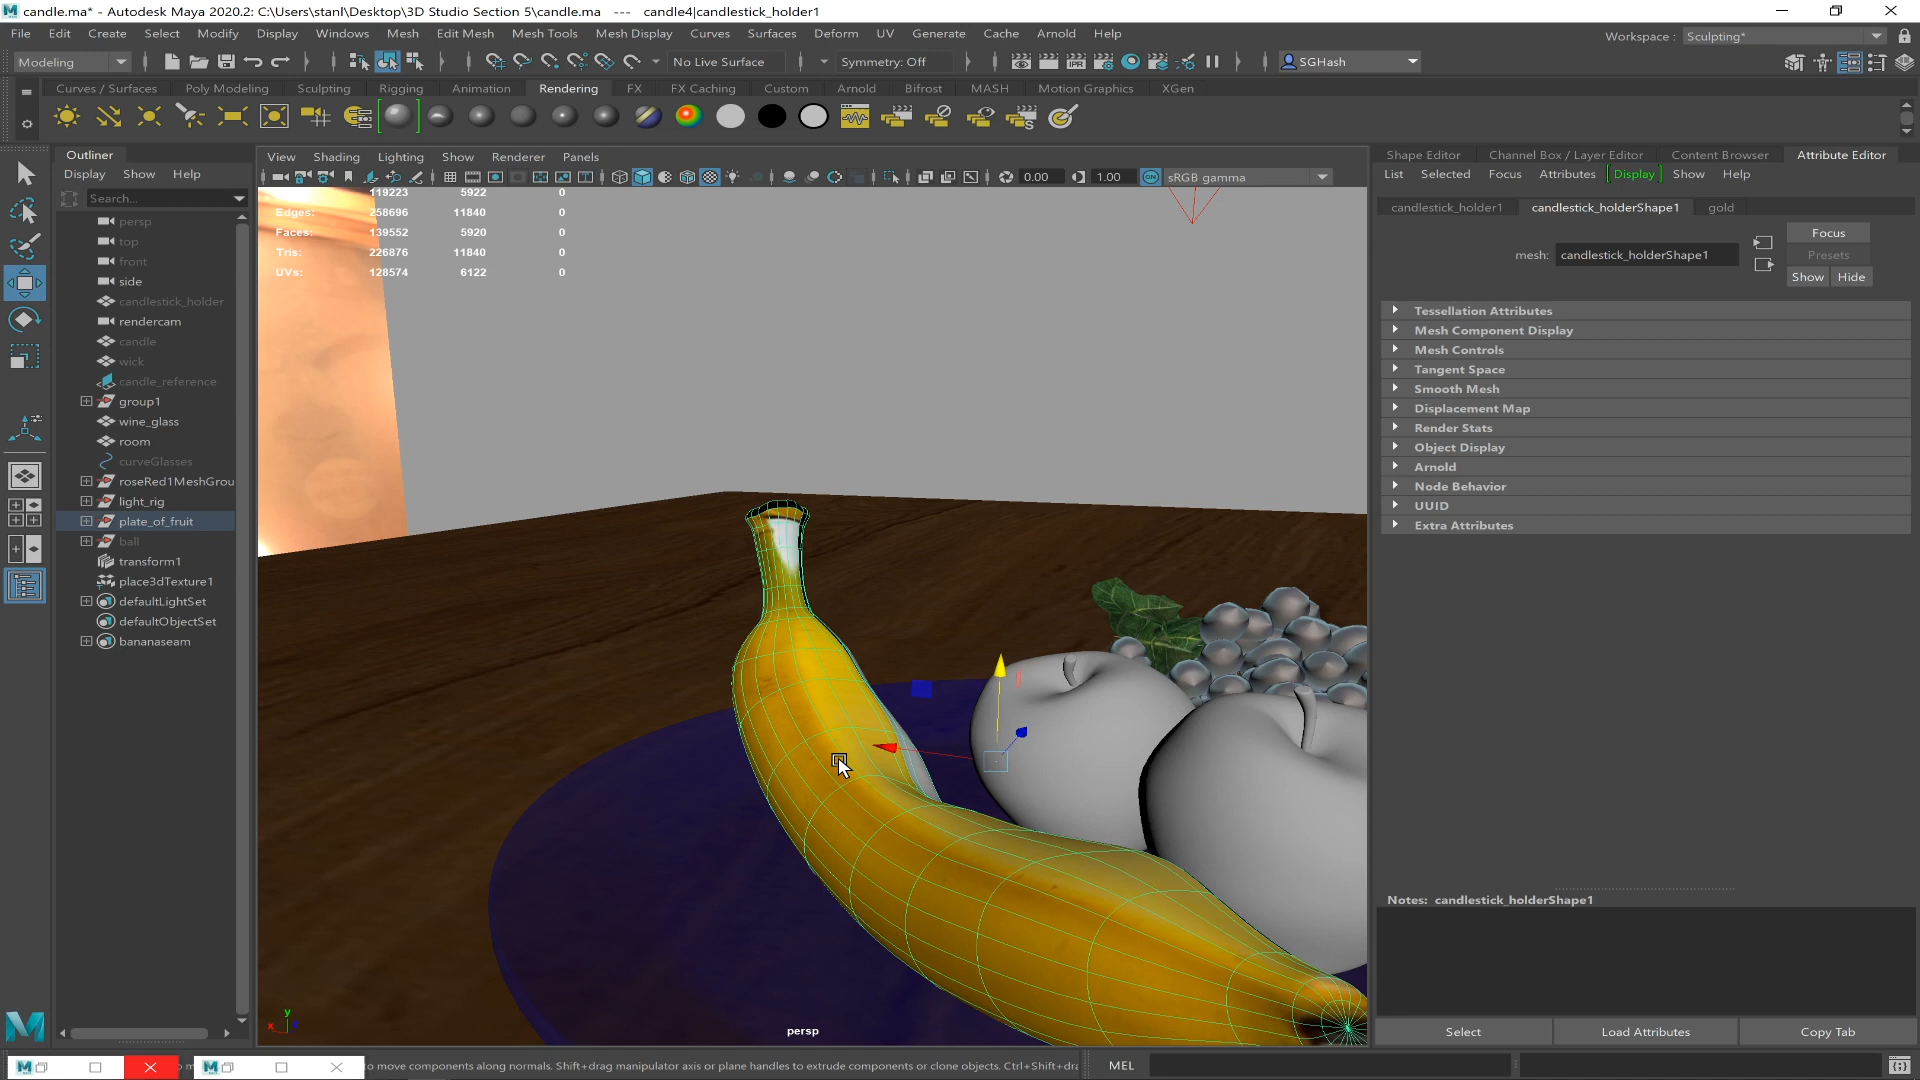 candle.ma* - Autodesk Maya 2020.2: C:\Users\stanl\Desktop\3D Studio Section 5\candle.ma --- candle4|candlestick_holder1
File Edit Create Select Modify Display Windows Mesh Edit Mesh Mesh Tools Mesh Display Curves Surfaces Deform UV Generate Cache Arnold Help
Workspace : Sculpting*
Modeling No Live Surface Symmetry: Off SGHash
Curves / Surfaces Poly Modeling Sculpting Rigging Animation Rendering FX FX Caching Custom Arnold Bifrost MASH Motion Graphics XGen
Outliner
Display Show Help
Search...
persp
top
front
side
candlestick_holder
rendercam
candle
wick
candle_reference
group1
wine_glass
room
curveGlasses
roseRed1MeshGrou
light_rig
plate_of_fruit
ball
transform1
place3dTexture1
defaultLightSet
defaultObjectSet
bananaseam
View Shading Lighting Show Renderer Panels
0.00 1.00 ON sRGB gamma
119223 5922 0
Edges: 258696 11840 0
Faces: 139552 5920 0
Tris: 226876 11840 0
UVs: 128574 6122 0
y
x
persp
Shape Editor Channel Box / Layer Editor Content Browser Attribute Editor
List Selected Focus Attributes Display Show Help
candlestick_holder1 candlestick_holderShape1 gold
Focus
mesh: candlestick_holderShape1
Presets
Show Hide
Tessellation Attributes
Mesh Component Display
Mesh Controls
Tangent Space
Smooth Mesh
Displacement Map
Render Stats
Object Display
Arnold
Node Behavior
UUID
Extra Attributes
Notes: candlestick_holderShape1
Select Load Attributes Copy Tab
to move components along normals. Shift+drag manipulator axis or plane handles to extrude components or clone objects. Ctrl+Shift+dra
MEL